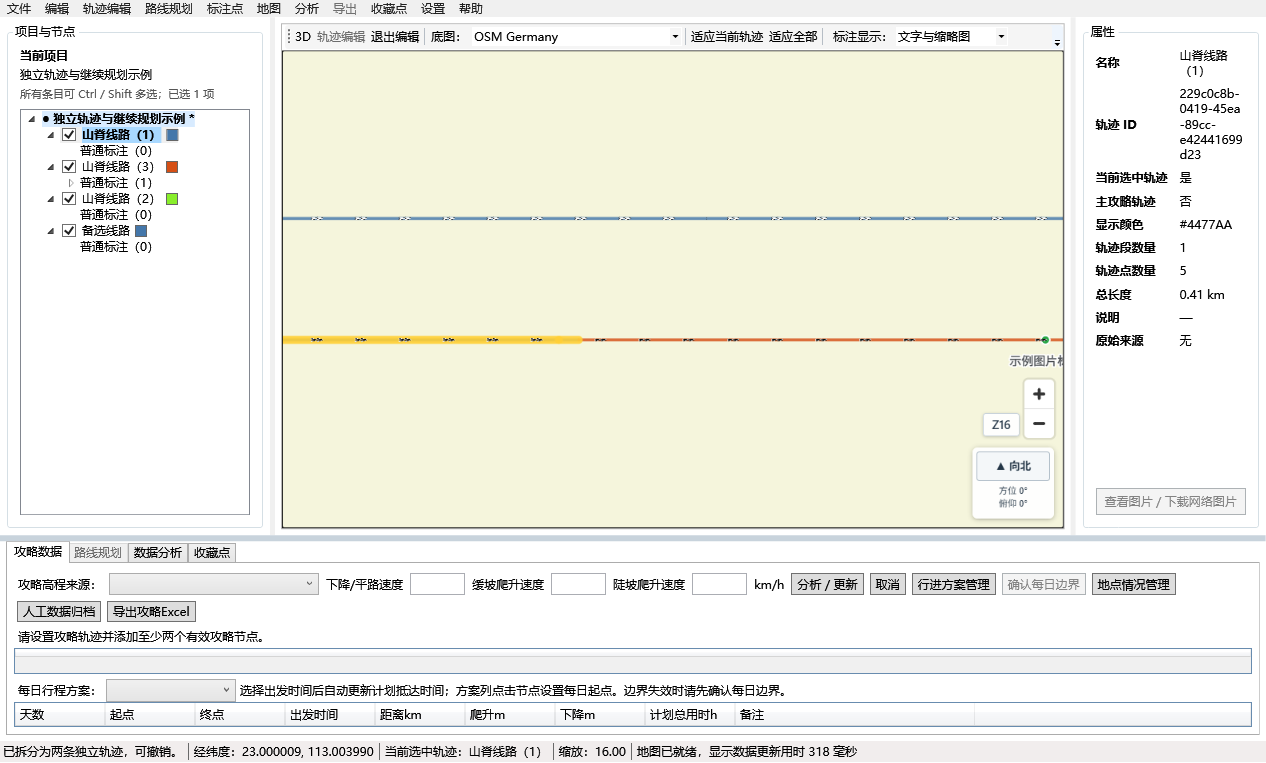 文件 编辑 轨迹编辑 路线规划 标注点 地图 分析 导出 收藏点 设置 帮助
项目与节点
当前项目
独立轨迹与继续规划示例
所有条目可 Ctrl / Shift 多选；已选 1 项
● 独立轨迹与继续规划示例 *
山脊线路（1）
普通标注（0）
山脊线路（3）
普通标注（1）
山脊线路（2）
普通标注（0）
备选线路
普通标注（0）
3D 轨迹编辑 退出编辑 底图： OSM Germany 适应当前轨迹 适应全部 标注显示： 文字与缩略图
示例图片
+
Z16
−
▲ 向北
方位 0°
俯仰 0°
属性
名称 山脊线路（1）
轨迹 ID 229c0c8b-
0419-45ea
-89cc-
e42441699
d23
当前选中轨迹 是
主攻略轨迹 否
显示颜色 #4477AA
轨迹段数量 1
轨迹点数量 5
总长度 0.41 km
说明 —
原始来源 无
查看图片 / 下载网络图片
攻略数据 路线规划 数据分析 收藏点
攻略高程来源： 下降/平路速度 缓坡爬升速度 陡坡爬升速度 km/h 分析 / 更新 取消 行进方案管理 确认每日边界 地点情况管理
人工数据归档 导出攻略Excel
请设置攻略轨迹并添加至少两个有效攻略节点。
每日行程方案： 选择出发时间后自动更新计划抵达时间；方案列点击节点设置每日起点。边界失效时请先确认每日边界。
天数 起点 终点 出发时间 距离km 爬升m 下降m 计划总用时h 备注
已拆分为两条独立轨迹，可撤销。 经纬度：23.000009, 113.003990 当前选中轨迹：山脊线路（1） 缩放：16.00 地图已就绪，显示数据更新用时 318 毫秒